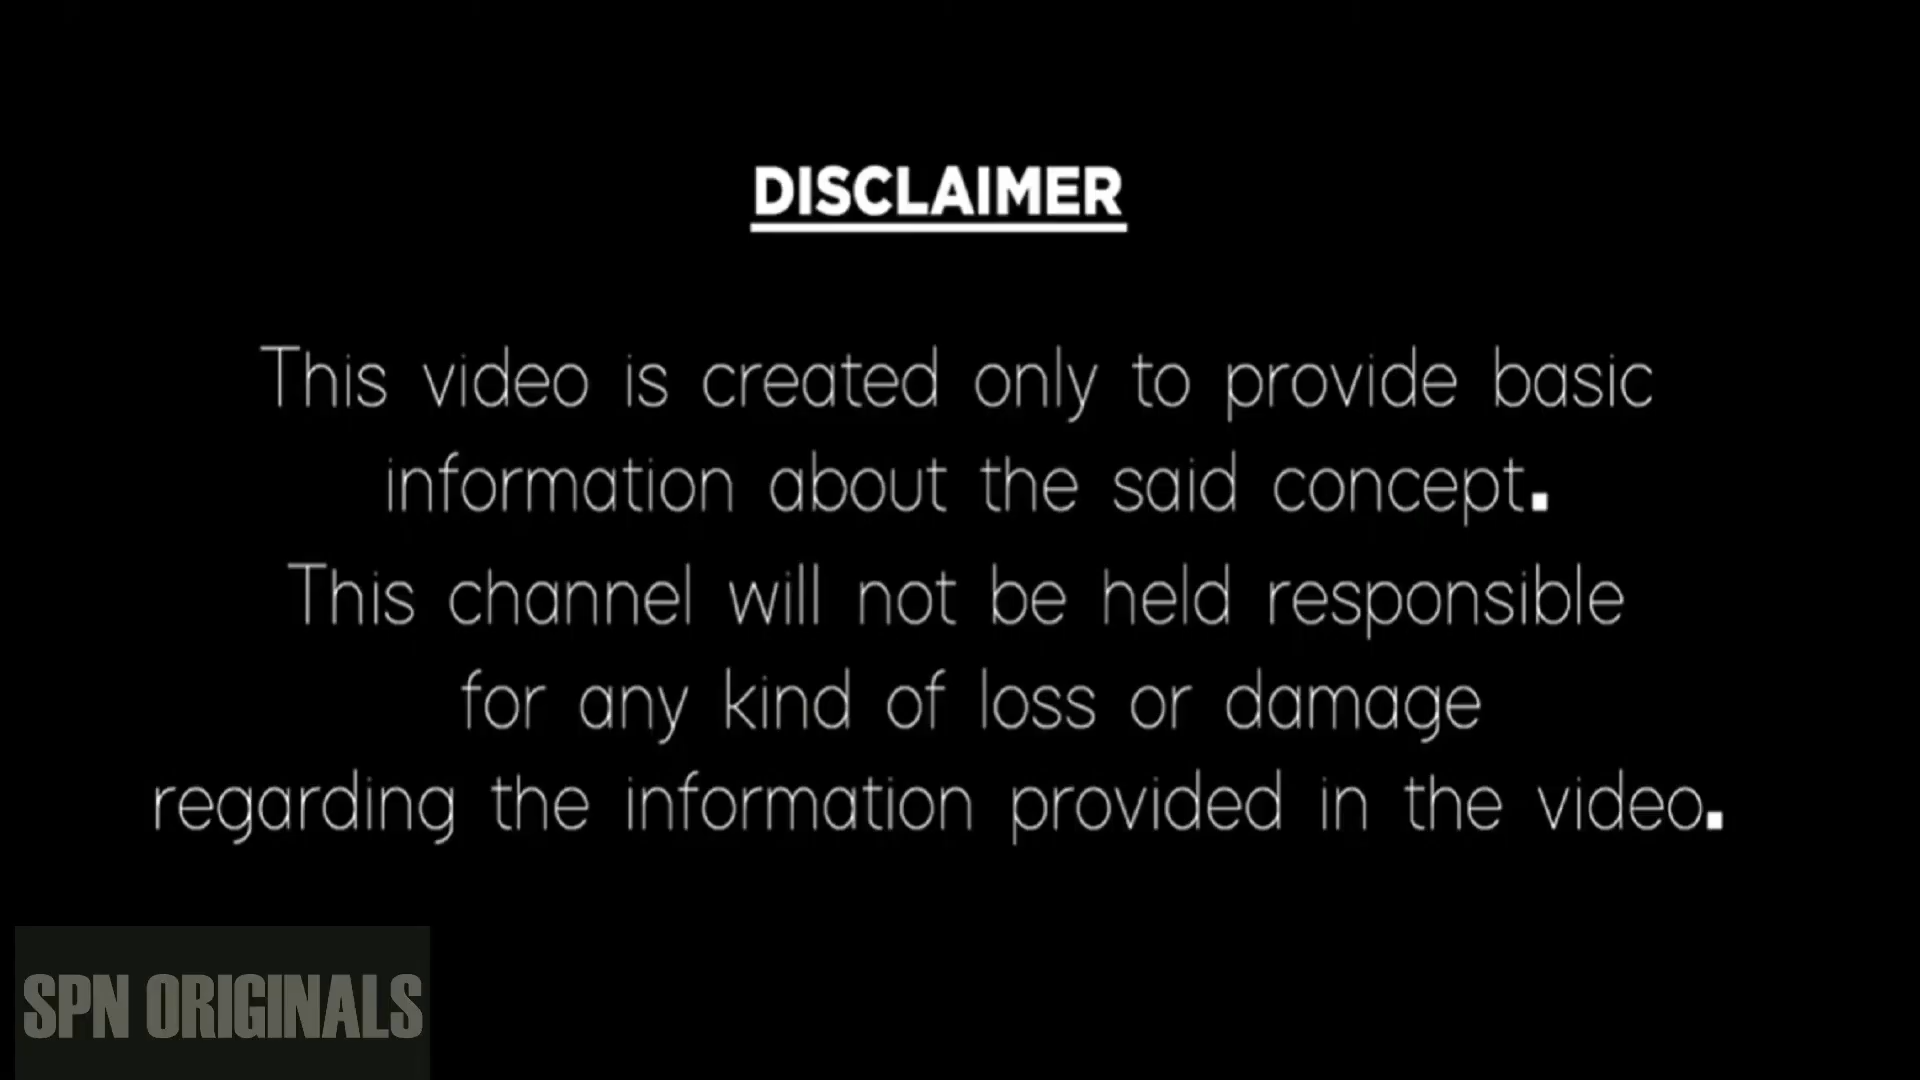 DISCLAIMER
This video is created only to provide basic
information about the said concept.
This channel will not be held responsible
for any kind of loss or damage
regarding the information provided in the video.
SPN ORIGINALS